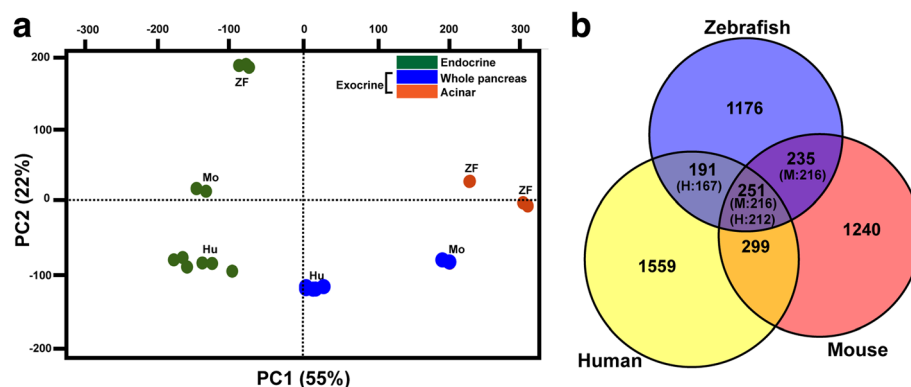 a
-300 -200 -100 0 100 200 300
200
100
0
-100
-200
PC2 (22%)
PC1 (55%)
Endocrine
Exocrine
Whole pancreas
Acinar
ZF
Mo
Hu
ZF
ZF
Mo
Hu
b
Zebrafish
1176
191
(H:167)
235
(M:216)
251
(M:216)
(H:212)
299
1240
1559
Human
Mouse